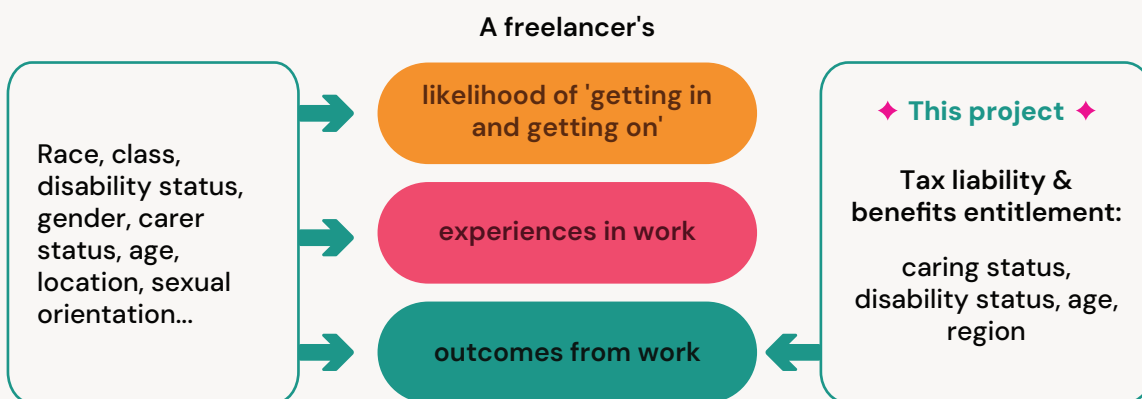 A freelancer's
Race, class,
disability status,
gender, carer
status, age,
location, sexual
orientation...
likelihood of 'getting in
and getting on'
experiences in work
outcomes from work
This project
Tax liability &
benefits entitlement:
caring status,
disability status, age,
region